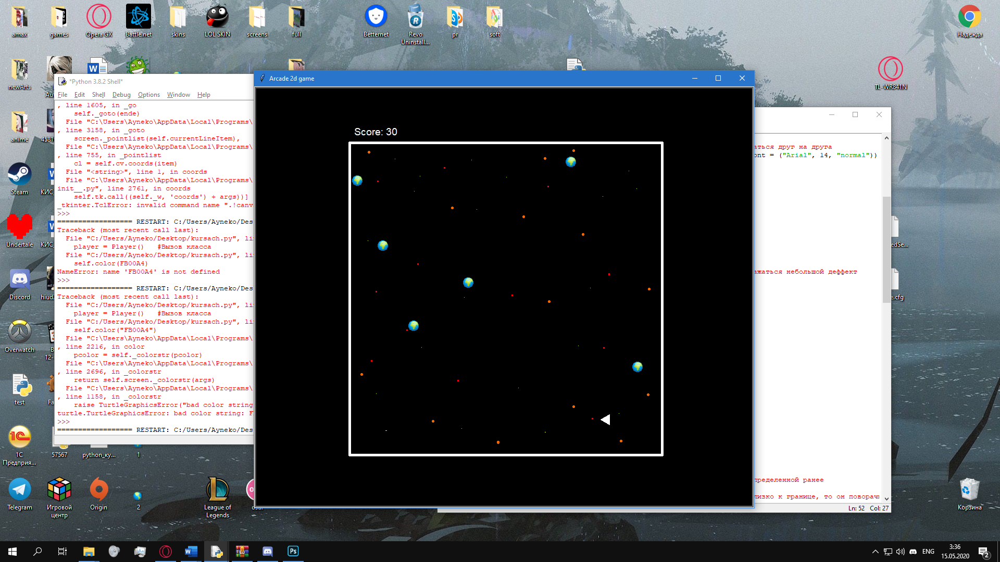 amax
games
Opera GX
Battle.net
skins
LOL SKIN
screens
full
Betternet
Revo
Uninstall...
pr
soft
Надежда
newArts
TL-WR841N
anime
4581
Steam
КИС
Undertale
КИС
Discord
Overwatch
12-
test
1C
Предприя...
57567
python_ку...
1
Telegram
Игровой
центр
Origin
2
League of
Legends
Корзина
*Python 3.8.2 Shell*
File Edit Shell Debug Options Window Help
, line 1605, in _go
self._goto(ende)
File "C:\Users\Ayneko\AppData\Local\Programs\
, line 3158, in _goto
screen._pointlist(self.currentLineItem),
File "C:\Users\Ayneko\AppData\Local\Programs\
, line 755, in _pointlist
cl = self.cv.coords(item)
File "<string>", line 1, in coords
File "C:\Users\Ayneko\AppData\Local\Programs\
init__.py", line 2761, in coords
self.tk.call((self._w, 'coords') + args))]
_tkinter.TclError: invalid command name ".!canv
>>>
================== RESTART: C:/Users/Ayneko/Des
Traceback (most recent call last):
File "C:/Users/Ayneko/Desktop/kursach.py", li
player = Player()   #Вызов класса
File "C:/Users/Ayneko/Desktop/kursach.py", li
self.color(FB00A4)
NameError: name 'FB00A4' is not defined
>>>
================== RESTART: C:/Users/Ayneko/Des
Traceback (most recent call last):
File "C:/Users/Ayneko/Desktop/kursach.py", li
player = Player()   #Вызов класса
File "C:/Users/Ayneko/Desktop/kursach.py", li
self.color("FB00A4")
File "C:\Users\Ayneko\AppData\Local\Programs\
, line 2216, in color
pcolor = self._colorstr(pcolor)
File "C:\Users\Ayneko\AppData\Local\Programs\
, line 2696, in _colorstr
return self.screen._colorstr(args)
File "C:\Users\Ayneko\AppData\Local\Programs\
, line 1158, in _colorstr
raise TurtleGraphicsError("bad color string
turtle.TurtleGraphicsError: bad color string: F
>>>
================== RESTART: C:/Users/Ayneko/Des
Arcade 2d game
Score: 30
аться друг на друга
ont = ("Arial", 14, "normal"))
ажаться небольшой деффект
пределенной ранее
лизко к границе, то он поворачи
Ln: 52 Col: 27
edSe...
e.cfg
ENG
3:36
15.05.2020
2